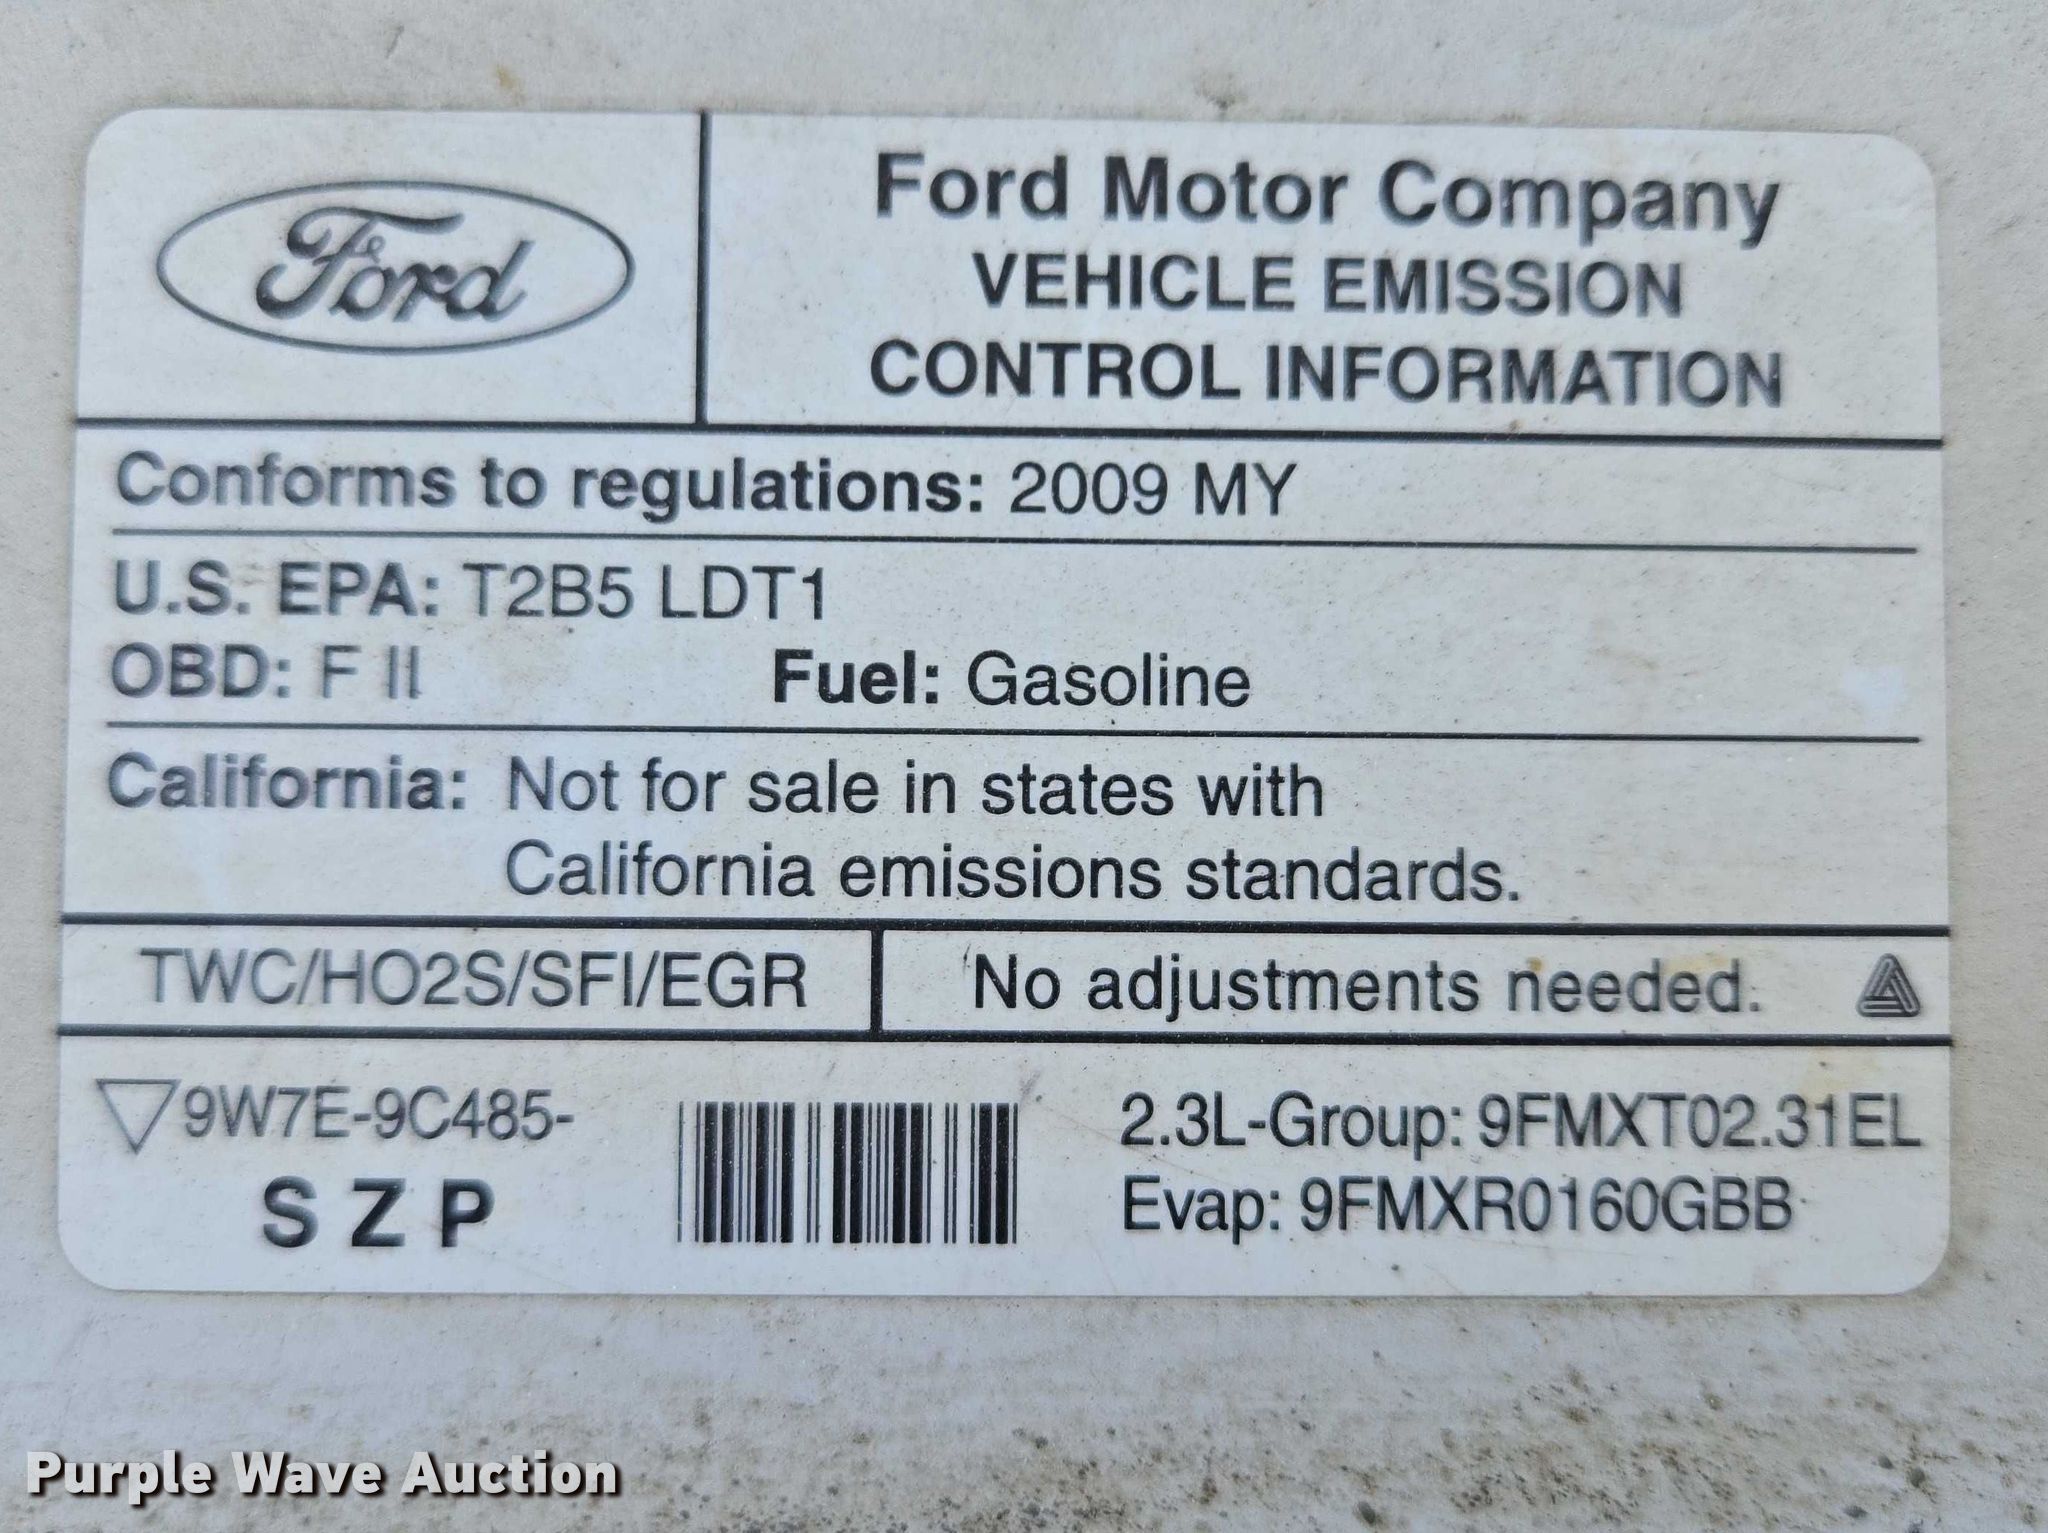 Ford
Ford Motor Company
VEHICLE EMISSION
CONTROL INFORMATION
Conforms to regulations: 2009 MY
U.S. EPA: T2B5 LDT1
OBD: F II Fuel: Gasoline
California: Not for sale in states with
California emissions standards.
TWC/HO2S/SFI/EGR
No adjustments needed.
9W7E-9C485-
SZP
2.3L-Group: 9FMXT02.31EL
Evap: 9FMXR0160GBB
Purple Wave Auction